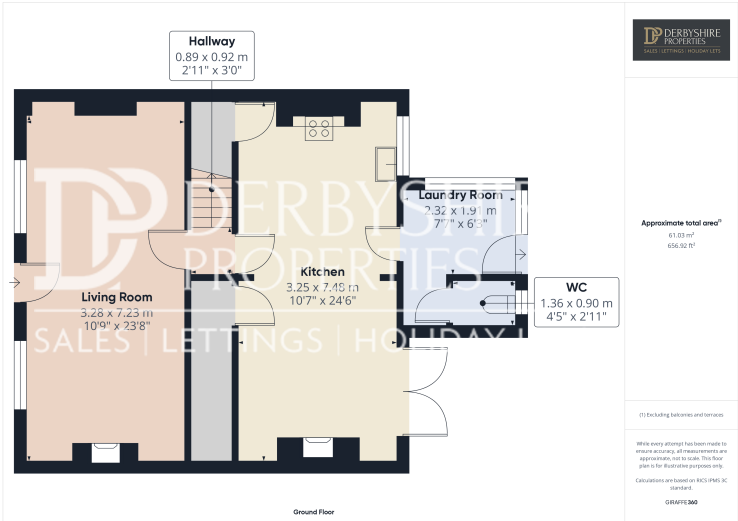 Hallway
0.89 x 0.92 m
2'11" x 3'0"
Laundry Room
2.32 x 1.91 m
7'7" x 6'3"
Kitchen
3.25 x 7.48 m
10'7" x 24'6"
WC
1.36 x 0.90 m
4'5" x 2'11"
Living Room
3.28 x 7.23 m
10'9" x 23'8"
DERBYSHIRE
PROPERTIES
SALES | LETTINGS | HOLIDAY L
Ground Floor
DERBYSHIRE
PROPERTIES
SALES | LETTINGS | HOLIDAY LETS
Approximate total area(1)
61.03 m²
656.92 ft²
(1) Excluding balconies and terraces
While every attempt has been made to
ensure accuracy, all measurements are
approximate, not to scale. This floor
plan is for illustrative purposes only.
Calculations are based on RICS IPMS 3C
standard.
GIRAFFE360